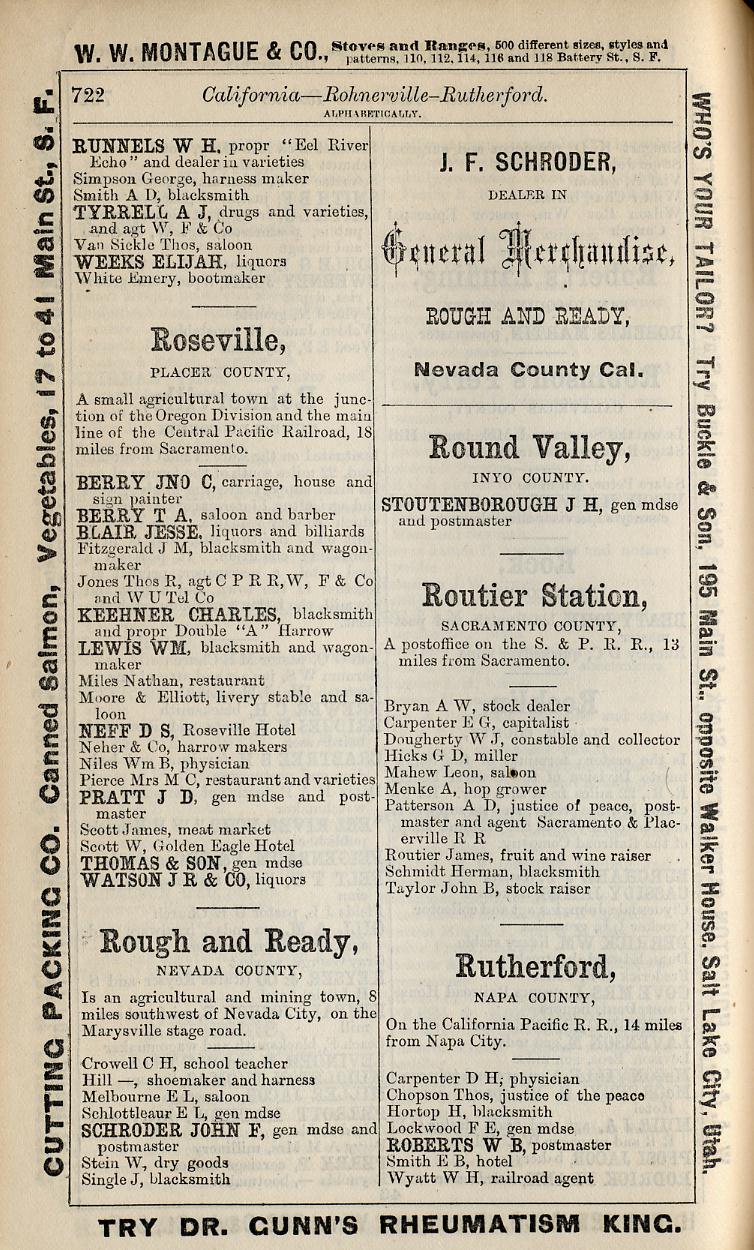 W. W. MONTAGUE & CO., Stoves and Ranges, 500 different sizes, styles and
patterns, 110, 112, 114, 116 and 118 Battery St., S. F.
722 California—Rohnerville-Rutherford.
ALPHABETICALLY.
RUNNELS W H, propr "Eel River
Echo" and dealer in varieties
Simpson George, harness maker
Smith A D, blacksmith
TYRRELL A J, drugs and varieties,
and agt W, F & Co
Van Sickle Thos, saloon
WEEKS ELIJAH, liquors
White Emery, bootmaker
Roseville,
PLACER COUNTY,
A small agricultural town at the junc-
tion of the Oregon Division and the main
line of the Central Pacific Railroad, 18
miles from Sacramento.
BERRY JNO C, carriage, house and
sign painter
BERRY T A, saloon and barber
BLAIR JESSE, liquors and billiards
Fitzgerald J M, blacksmith and wagon-
maker
Jones Thos R, agt C P R R, W, F & Co
and W U Tel Co
KEEHNER CHARLES, blacksmith
and propr Double "A" Harrow
LEWIS WM, blacksmith and wagon-
maker
Miles Nathan, restaurant
Moore & Elliott, livery stable and sa-
loon
NEFF D S, Roseville Hotel
Neher & Co, harrow makers
Niles Wm B, physician
Pierce Mrs M C, restaurant and varieties
PRATT J D, gen mdse and post-
master
Scott James, meat market
Scott W, Golden Eagle Hotel
THOMAS & SON, gen mdse
WATSON J R & CO, liquors
Rough and Ready,
NEVADA COUNTY,
Is an agricultural and mining town, 8
miles southwest of Nevada City, on the
Marysville stage road.
Crowell C H, school teacher
Hill —, shoemaker and harness
Melbourne E L, saloon
Schlottleaur E L, gen mdse
SCHRODER JOHN F, gen mdse and
postmaster
Stein W, dry goods
Single J, blacksmith
J. F. SCHRODER,
DEALER IN
General Merchandise,
ROUGH AND READY,
Nevada County Cal.
Round Valley,
INYO COUNTY.
STOUTENBOROUGH J H, gen mdse
and postmaster
Routier Station,
SACRAMENTO COUNTY,
A postoffice on the S. & P. R. R., 13
miles from Sacramento.
Bryan A W, stock dealer
Carpenter E G, capitalist
Dougherty W J, constable and collector
Hicks G D, miller
Mahew Leon, saloon
Menke A, hop grower
Patterson A D, justice of peace, post-
master and agent Sacramento & Plac-
erville R R
Routier James, fruit and wine raiser
Schmidt Herman, blacksmith
Taylor John B, stock raiser
Rutherford,
NAPA COUNTY,
On the California Pacific R. R., 14 miles
from Napa City.
Carpenter D H, physician
Chopson Thos, justice of the peace
Hortop H, blacksmith
Lockwood F E, gen mdse
ROBERTS W B, postmaster
Smith E B, hotel
Wyatt W H, railroad agent
CUTTING PACKING CO. Canned Salmon, Vegetables, 17 to 41 Main St., S. F.
WHO'S YOUR TAILOR? Try Buckle & Son, 195 Main St., opposite Walker House, Salt Lake City, Utah.
TRY DR. GUNN'S RHEUMATISM KING.